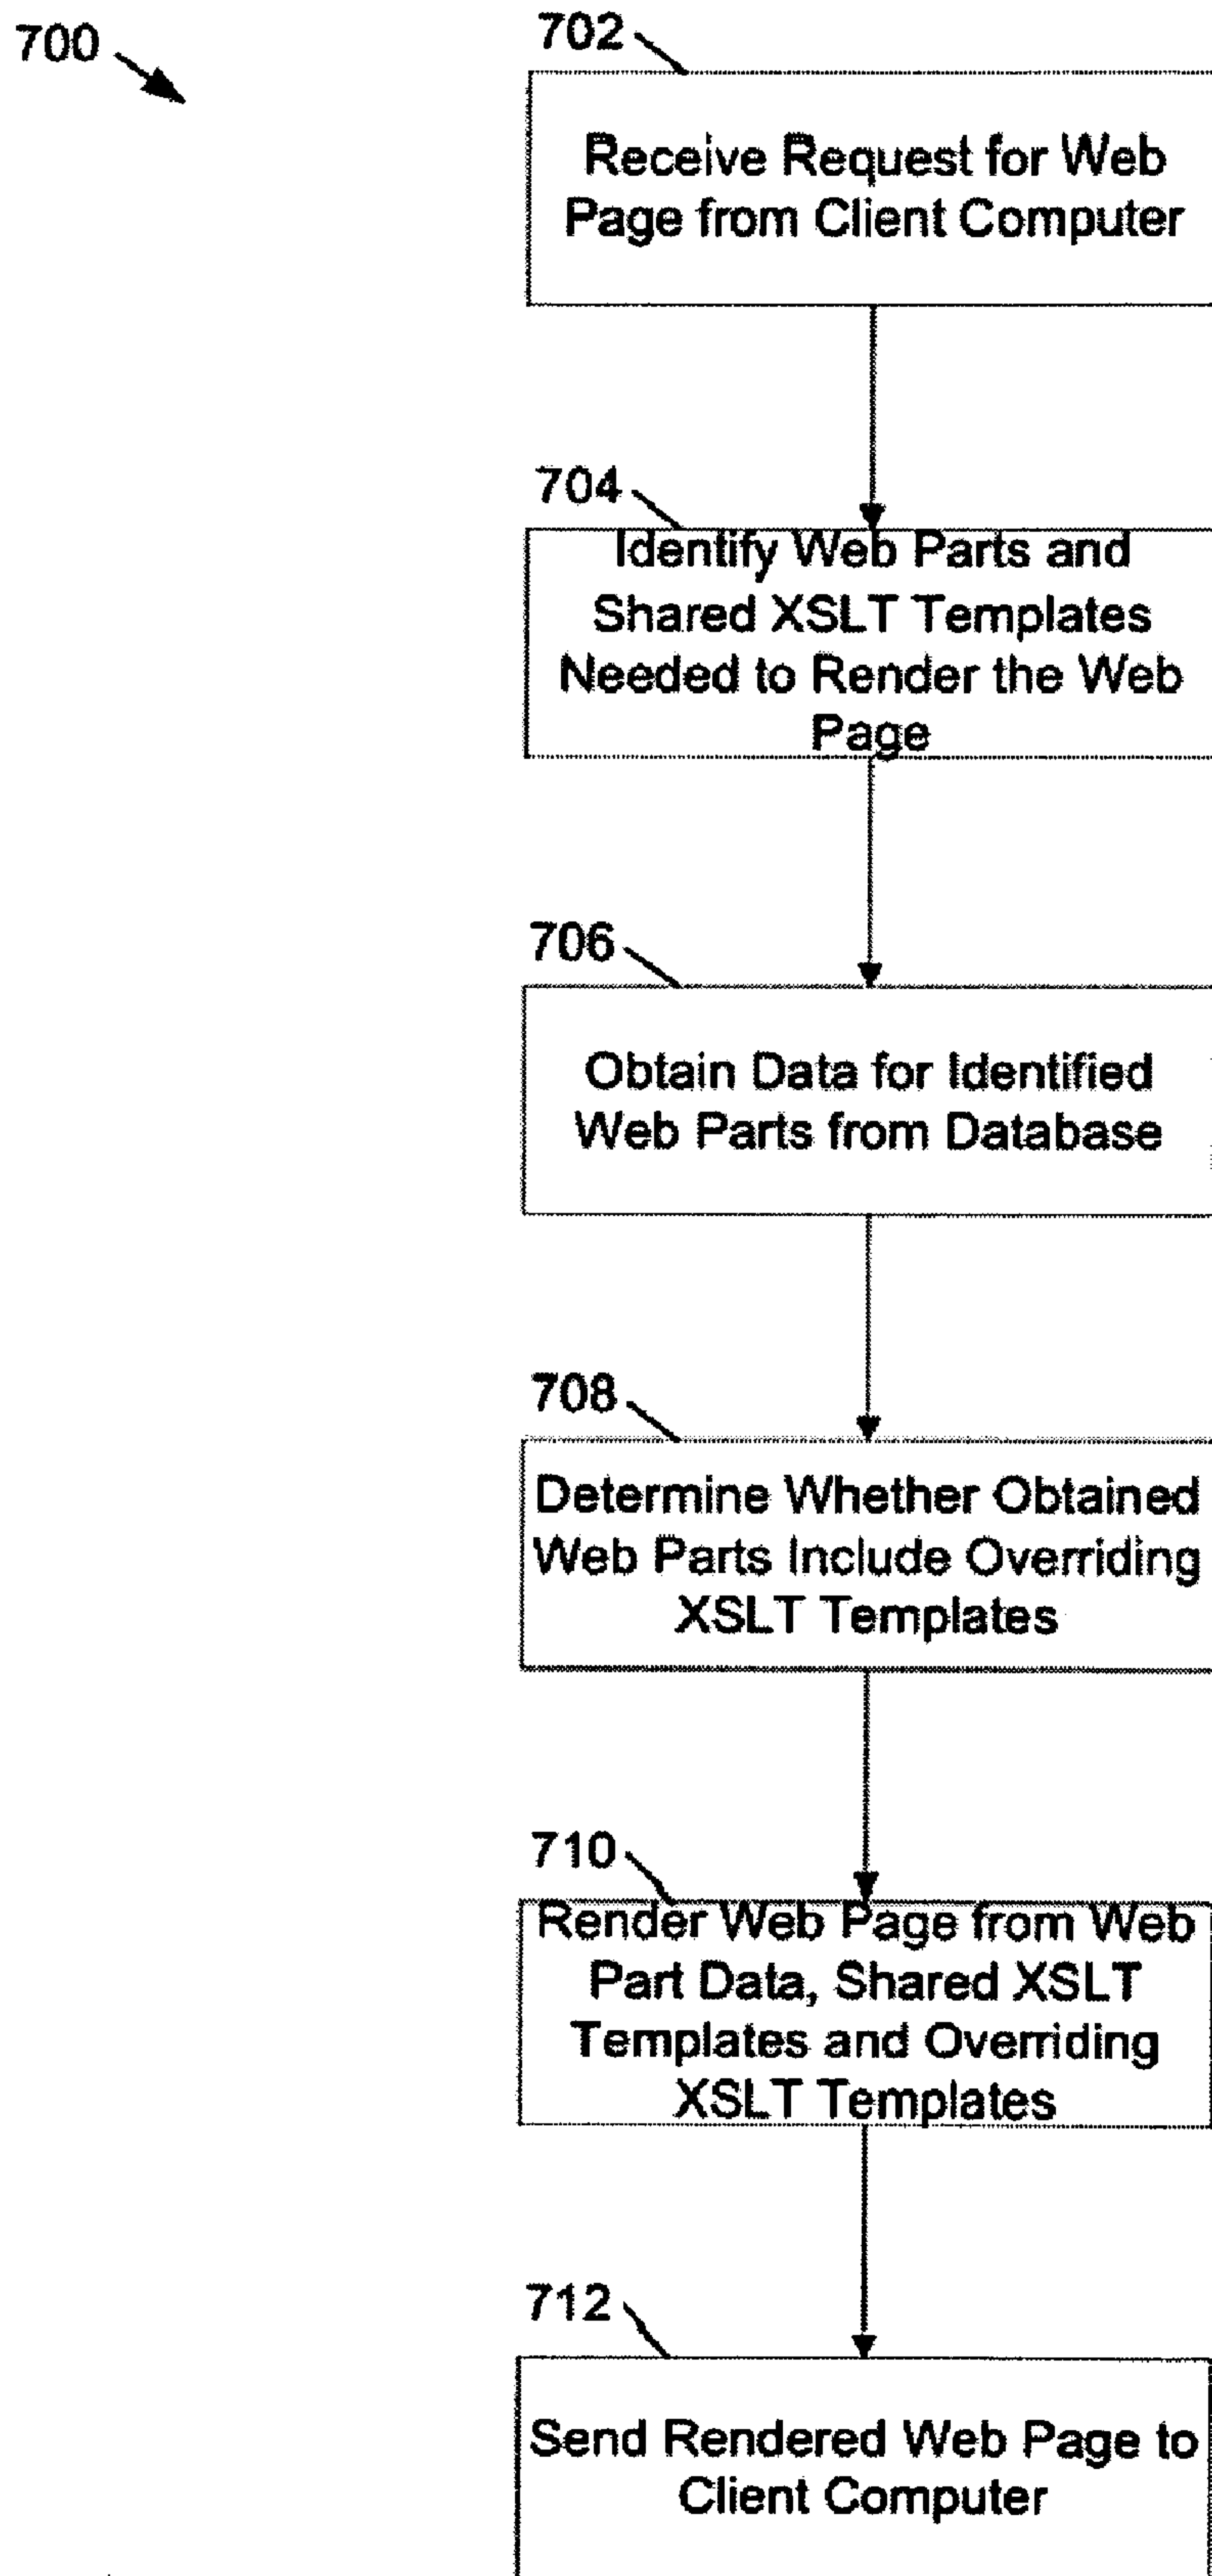 700
702
Receive Request for Web
Page from Client Computer
704
Identify Web Parts and
Shared XSLT Templates
Needed to Render the Web
Page
706
Obtain Data for Identified
Web Parts from Database
708
Determine Whether Obtained
Web Parts Include Overriding
XSLT Templates
710
Render Web Page from Web
Part Data, Shared XSLT
Templates and Overriding
XSLT Templates
712
Send Rendered Web Page to
Client Computer